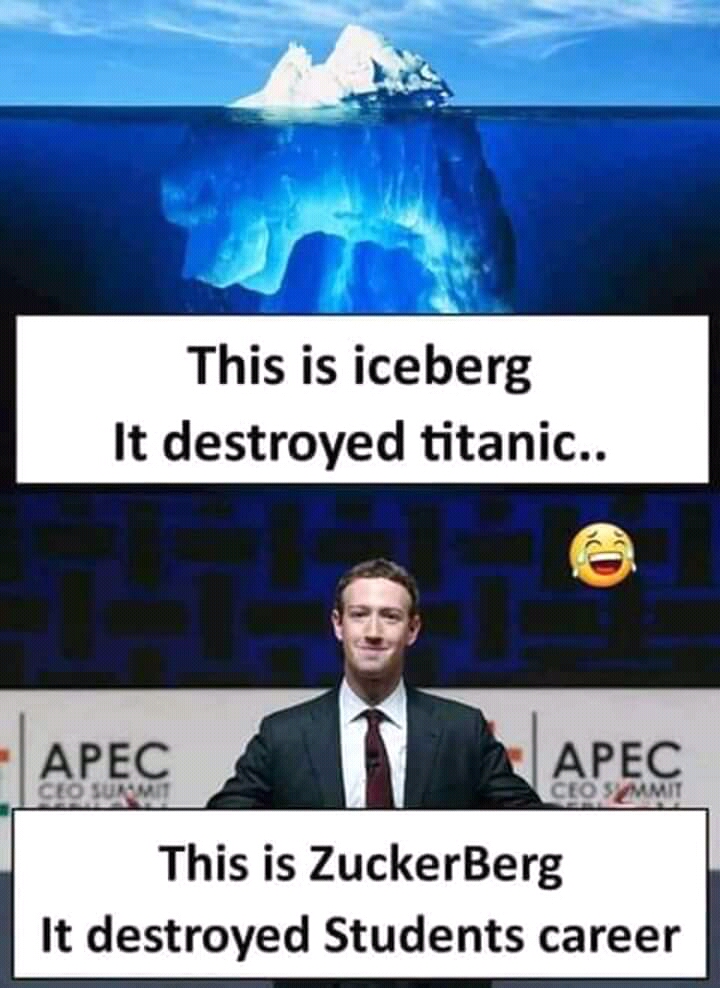 This is iceberg
It destroyed titanic..
APEC
CEO SUMMIT
APEC
CEO SUMMIT
This is ZuckerBerg
It destroyed Students career